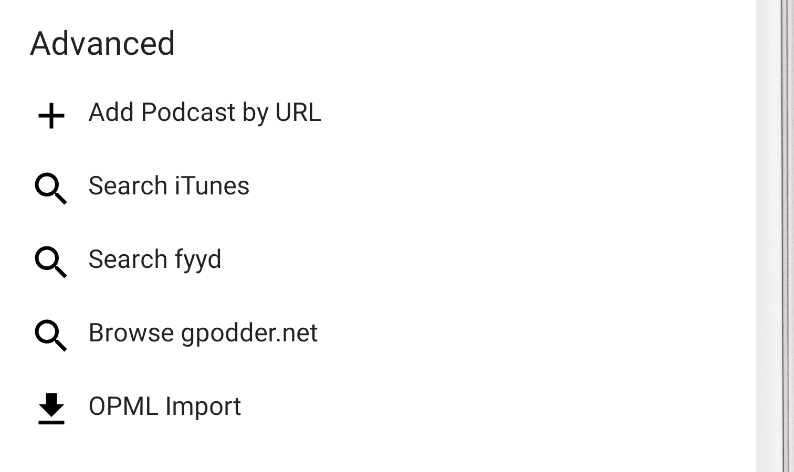 Advanced
Add Podcast by URL
Search iTunes
Search fyyd
Browse gpodder.net
OPML Import